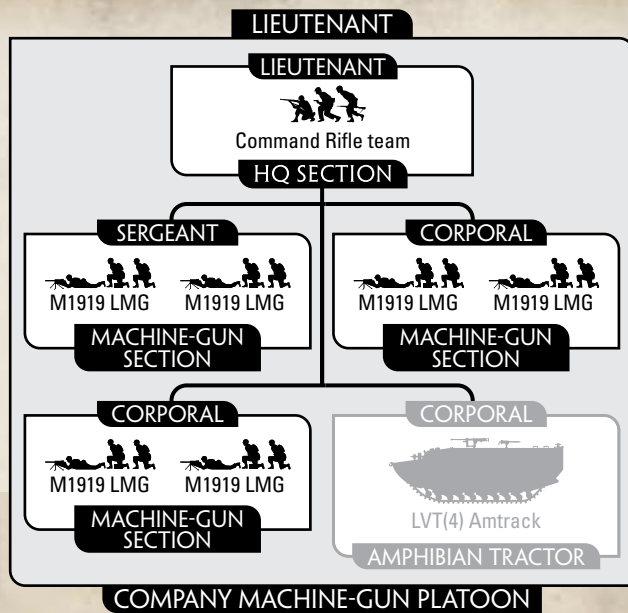 LIEUTENANT
LIEUTENANT
Command Rifle team
HQ SECTION
SERGEANT
M1919 LMG M1919 LMG
MACHINE-GUN
SECTION
CORPORAL
M1919 LMG M1919 LMG
MACHINE-GUN
SECTION
CORPORAL
M1919 LMG M1919 LMG
MACHINE-GUN
SECTION
CORPORAL
LVT(4) Amtrack
AMPHIBIAN TRACTOR
COMPANY MACHINE-GUN PLATOON